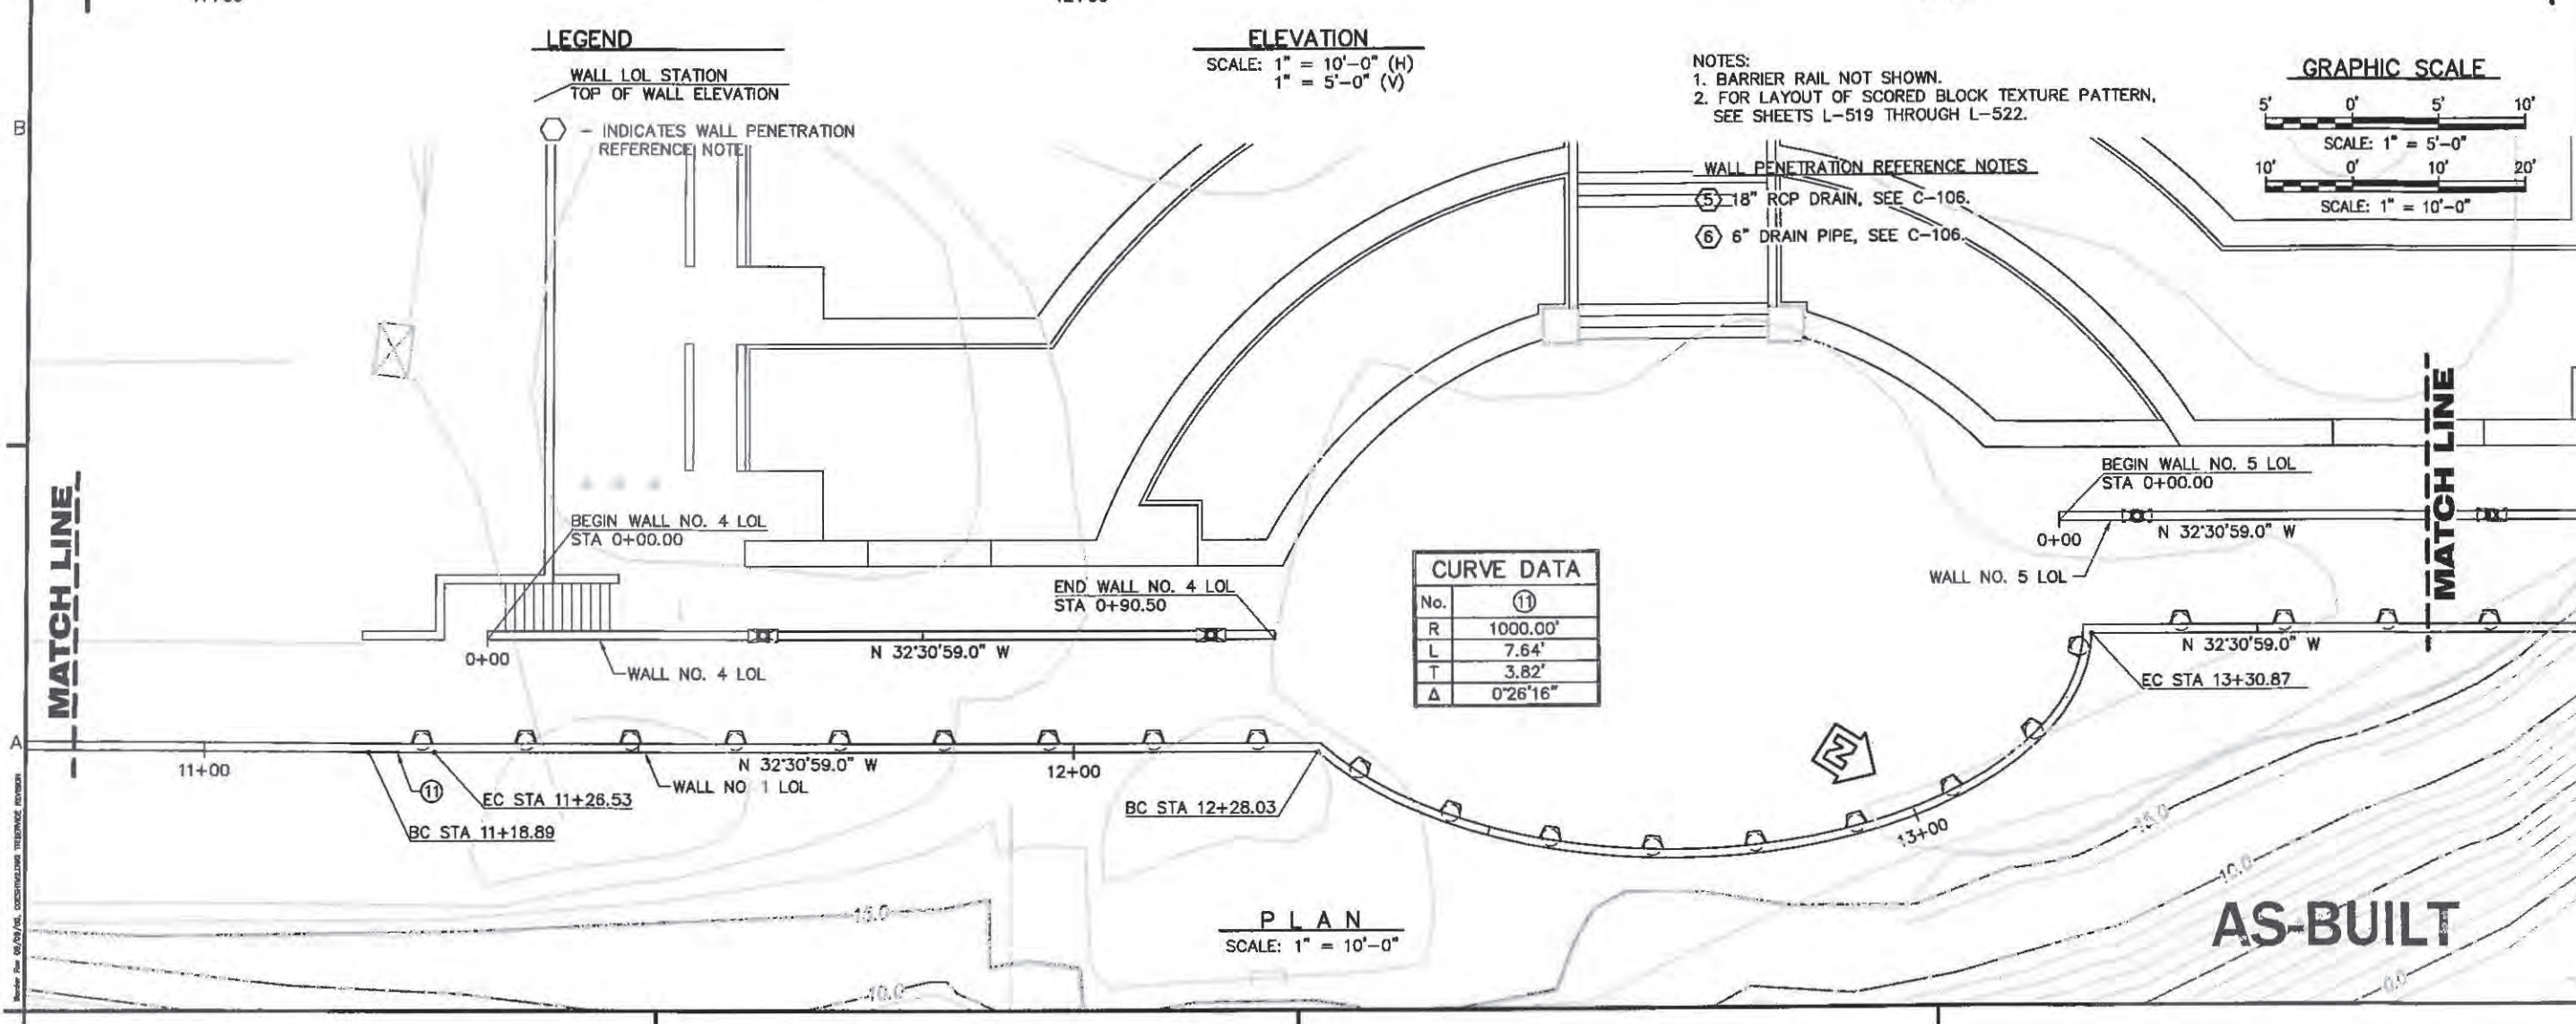 LEGEND
WALL LOL STATION
TOP OF WALL ELEVATION
- INDICATES WALL PENETRATION
REFERENCE NOTE
ELEVATION
SCALE: 1" = 10'-0" (H)
1" = 5'-0" (V)
NOTES:
1. BARRIER RAIL NOT SHOWN.
2. FOR LAYOUT OF SCORED BLOCK TEXTURE PATTERN,
SEE SHEETS L-519 THROUGH L-522.
WALL PENETRATION REFERENCE NOTES
5 18" RCP DRAIN, SEE C-106.
6 6" DRAIN PIPE, SEE C-106.
GRAPHIC SCALE
5' 0' 5' 10'
SCALE: 1" = 5'-0"
10' 0' 10' 20'
SCALE: 1" = 10'-0"
B
MATCH LINE
BEGIN WALL NO. 4 LOL
STA 0+00.00
0+00
WALL NO. 4 LOL
N 32°30'59.0" W
END WALL NO. 4 LOL
STA 0+90.50
CURVE DATA
No. 11
R 1000.00'
L 7.64'
T 3.82'
Δ 0°26'16"
BEGIN WALL NO. 5 LOL
STA 0+00.00
0+00
N 32°30'59.0" W
WALL NO. 5 LOL
MATCH LINE
N 32°30'59.0" W
EC STA 13+30.87
A
11+00
11
EC STA 11+26.53
BC STA 11+18.89
N 32°30'59.0" W
WALL NO 1 LOL
12+00
BC STA 12+28.03
N
13+00
15.0
10.0
15.0
10.0
0.0
PLAN
SCALE: 1" = 10'-0"
AS-BUILT